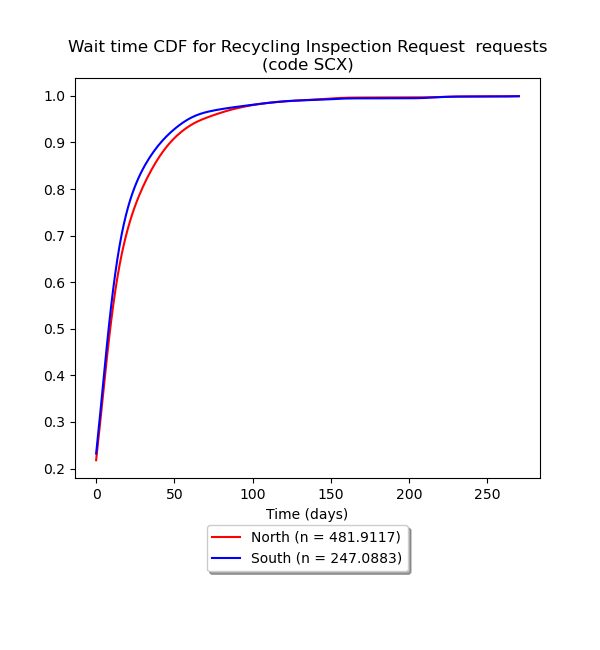 Wait time CDF for Recycling Inspection Request  requests
(code SCX)
1.0
0.9
0.8
0.7
0.6
0.5
0.4
0.3
0.2
0 50 100 150 200 250
Time (days)
North (n = 481.9117)
South (n = 247.0883)